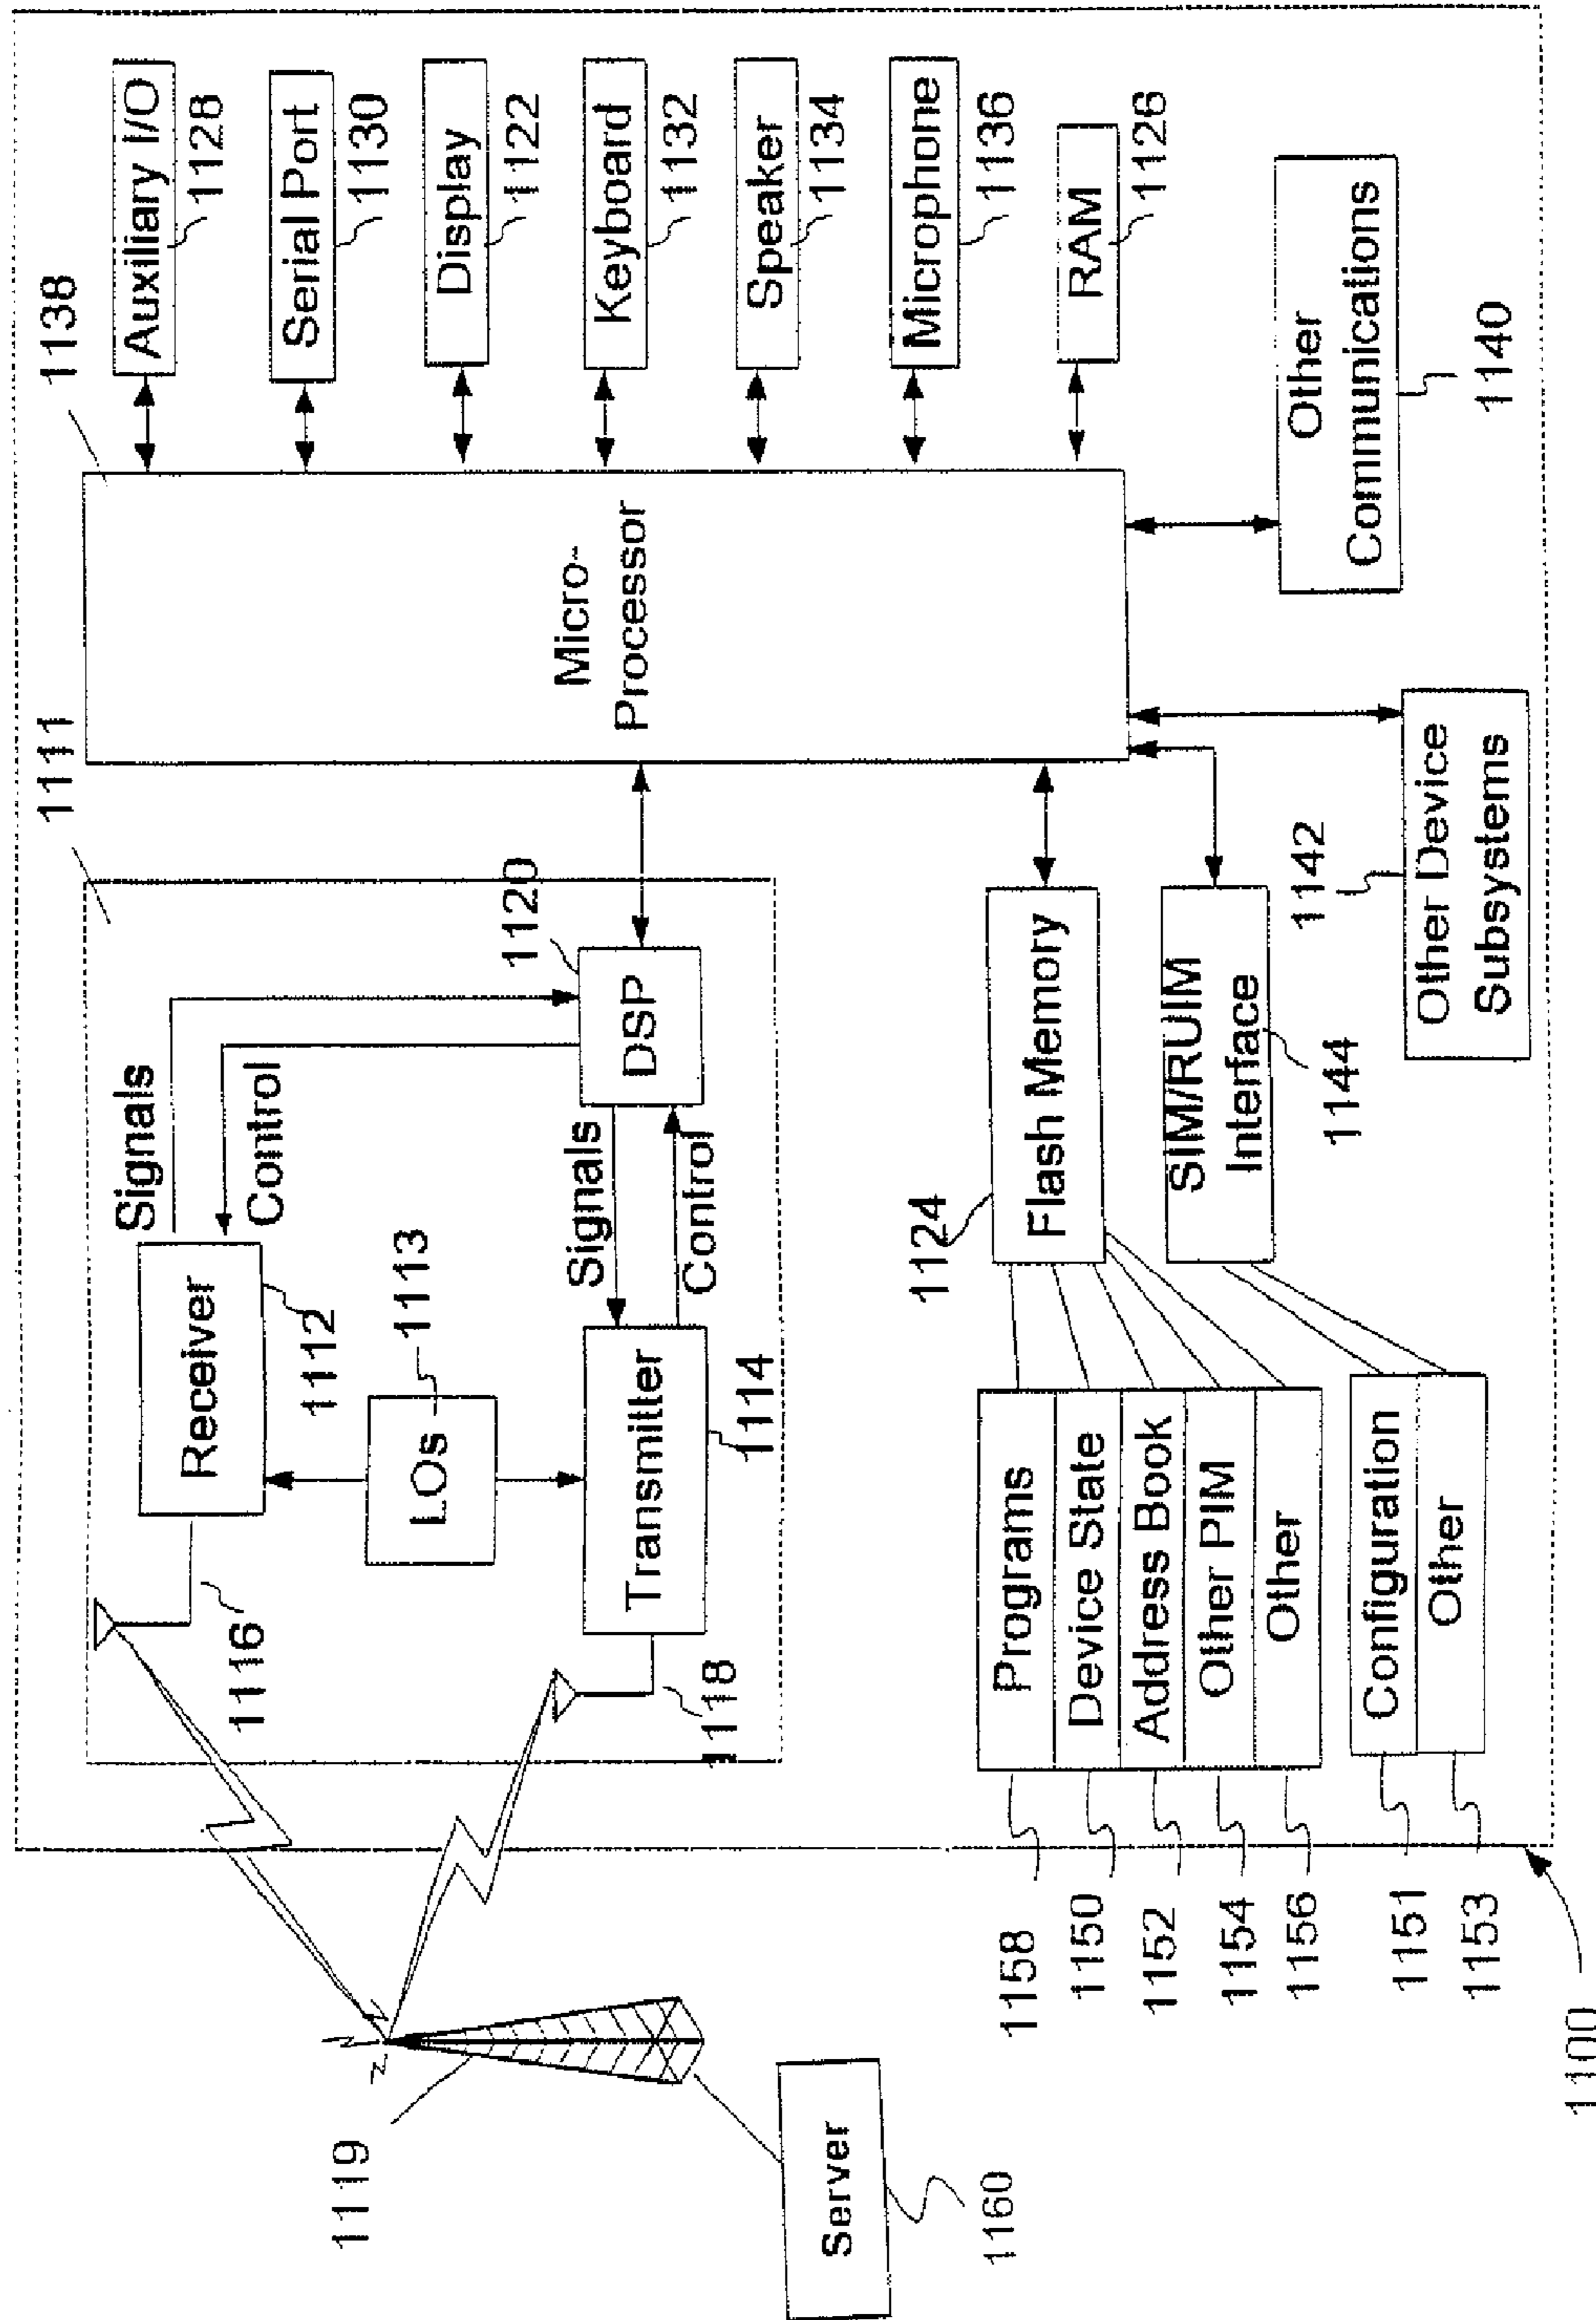 1138
1111
Auxiliary I/O
1128
Serial Port
1130
Display
1122
Keyboard
1132
Speaker
1134
Microphone
1136
RAM
1126
Other
Communications
1140
Micro-
Processor
Other Device
Subsystems
1142
Signals
Control
1120
DSP
Signals
Control
Receiver
1112
LOs
1113
Transmitter
1114
1116
1118
1124
Flash Memory
SIM/RUIM
Interface
1144
Programs
Device State
Address Book
Other PIM
Other
Configuration
Other
1158
1150
1152
1154
1156
1151
1153
1100
1119
Server
1160